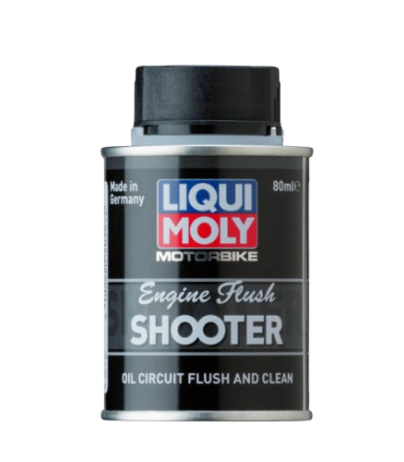 Made in
Germany
80ml℮
LIQUI
MOLY
MOTORBIKE
Engine Flush
SHOOTER
OIL CIRCUIT FLUSH AND CLEAN